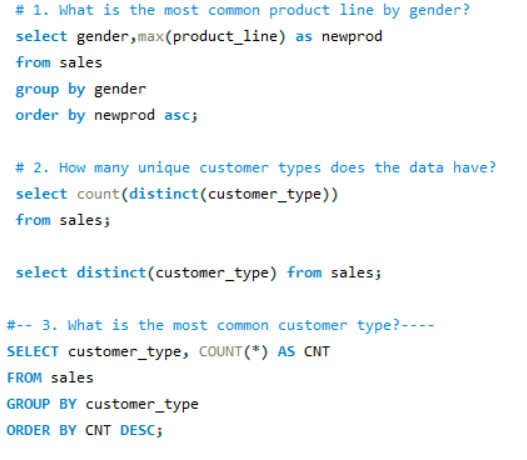 # 1. What is the most common product line by gender?
select gender,max(product_line) as newprod
from sales
group by gender
order by newprod asc;
# 2. How many unique customer types does the data have?
select count(distinct(customer_type))
from sales;
select distinct(customer_type) from sales;
#-- 3. What is the most common customer type?----
SELECT customer_type, COUNT(*) AS CNT
FROM sales
GROUP BY customer_type
ORDER BY CNT DESC;